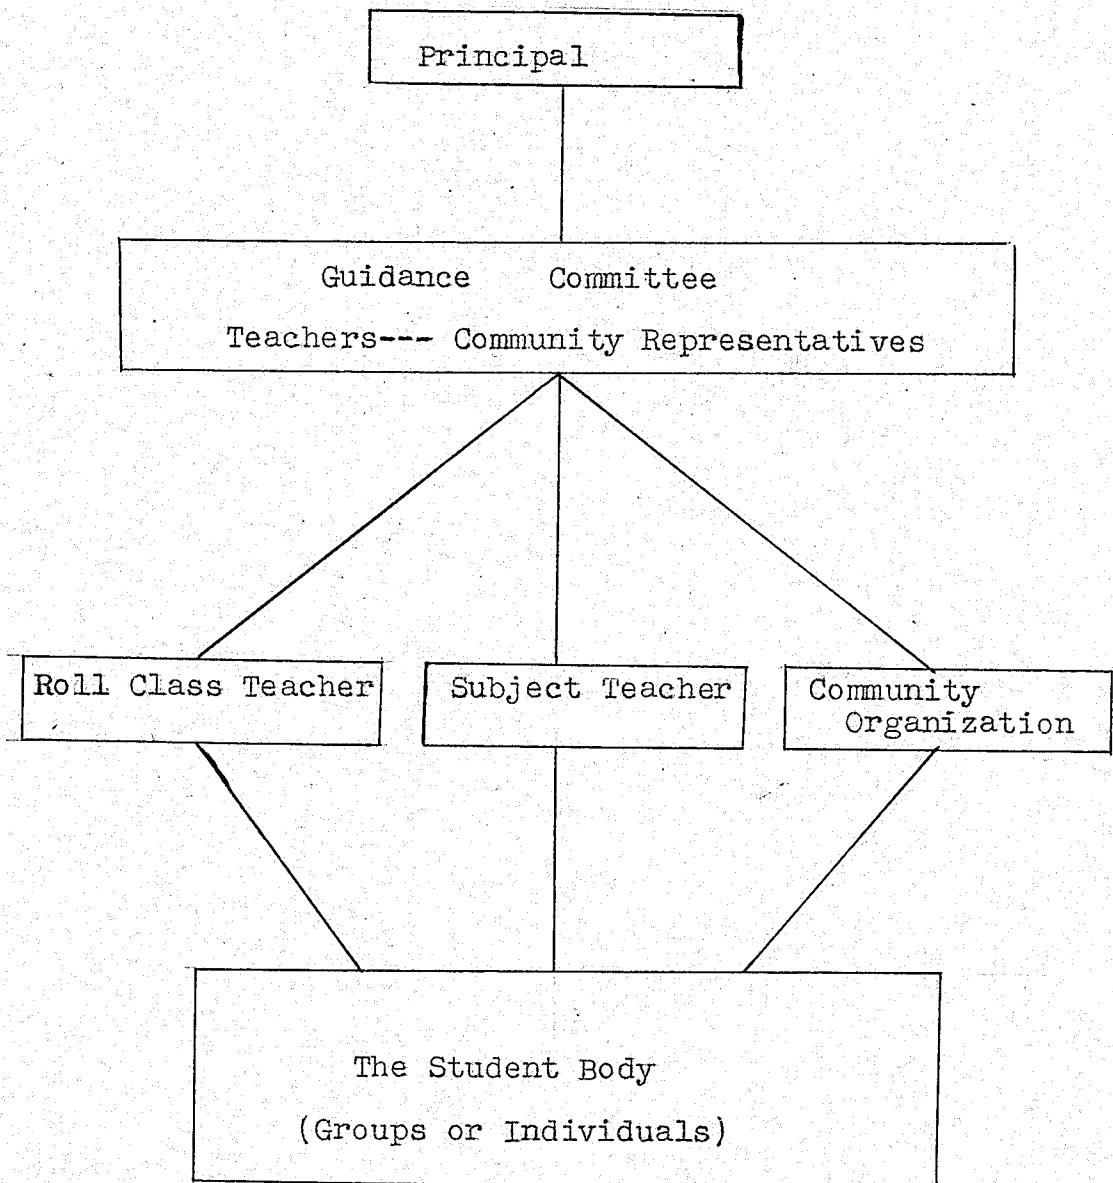 Principal
Guidance Committee
Teachers--- Community Representatives
Roll Class Teacher
Subject Teacher
Community
Organization
The Student Body
(Groups or Individuals)